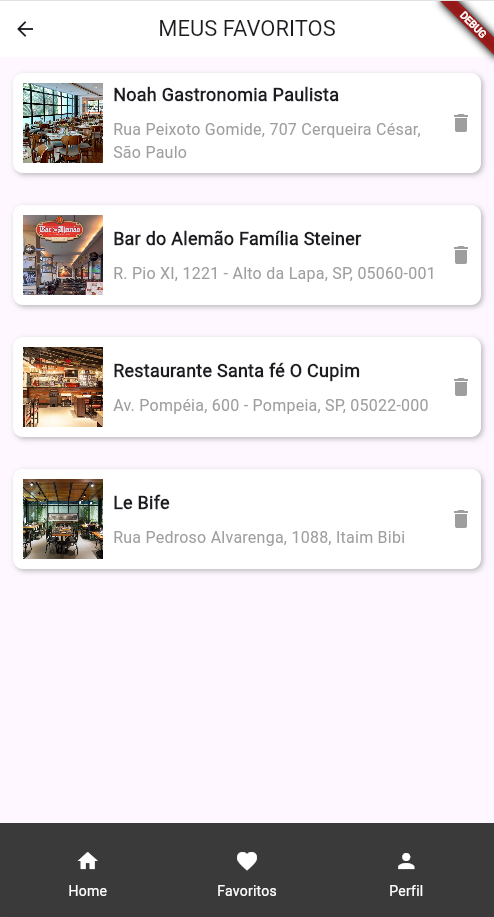 MEUS FAVORITOS
DEBUG
Noah Gastronomia Paulista
Rua Peixoto Gomide, 707 Cerqueira César,
São Paulo
Bar do Alemão
Bar do Alemão Família Steiner
R. Pio XI, 1221 - Alto da Lapa, SP, 05060-001
Restaurante Santa fé O Cupim
Av. Pompéia, 600 - Pompeia, SP, 05022-000
Le Bife
Rua Pedroso Alvarenga, 1088, Itaim Bibi
Home
Favoritos
Perfil